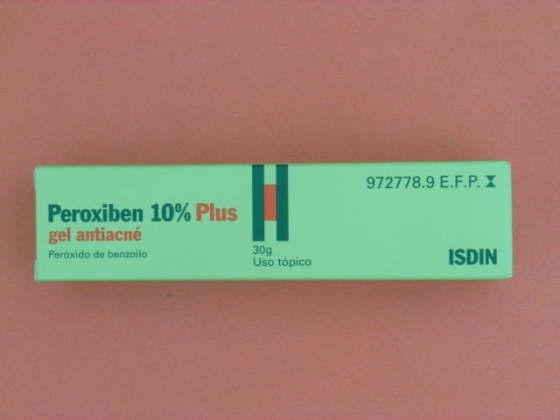 Peroxiben 10% Plus
gel antiacné
Peróxido de benzoilo
30g
Uso tópico
972778.9 E.F.P.
ISDIN